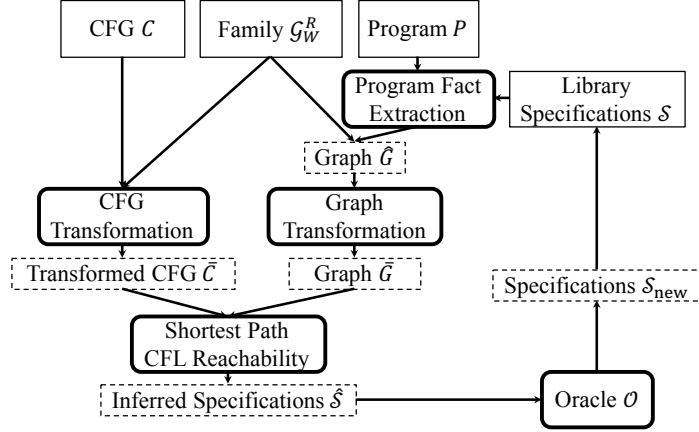 CFG 𝐶
Family 𝒢_W^R
Program 𝑃
Program Fact
Extraction
Library
Specifications 𝒮
Graph Ĝ
CFG
Transformation
Graph
Transformation
Transformed CFG C̄
Graph Ḡ
Specifications 𝒮_new
Shortest Path
CFL Reachability
Inferred Specifications 𝒮̂
Oracle 𝒪